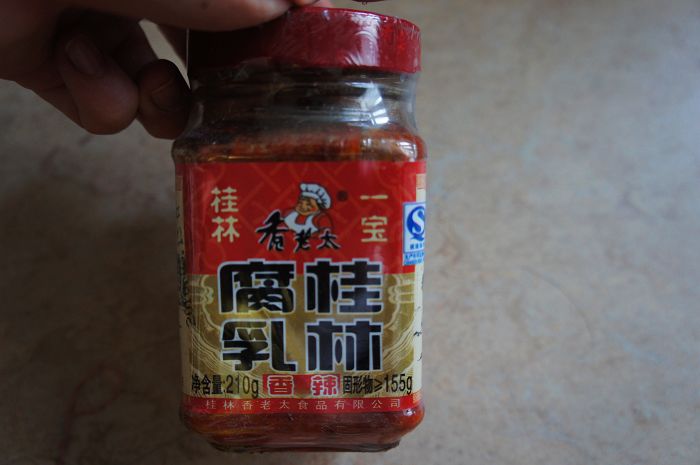 桂林 一宝
香老太
桂林
腐乳
净含量:210g 香辣 固形物≥155g
桂林香老太食品有限公司